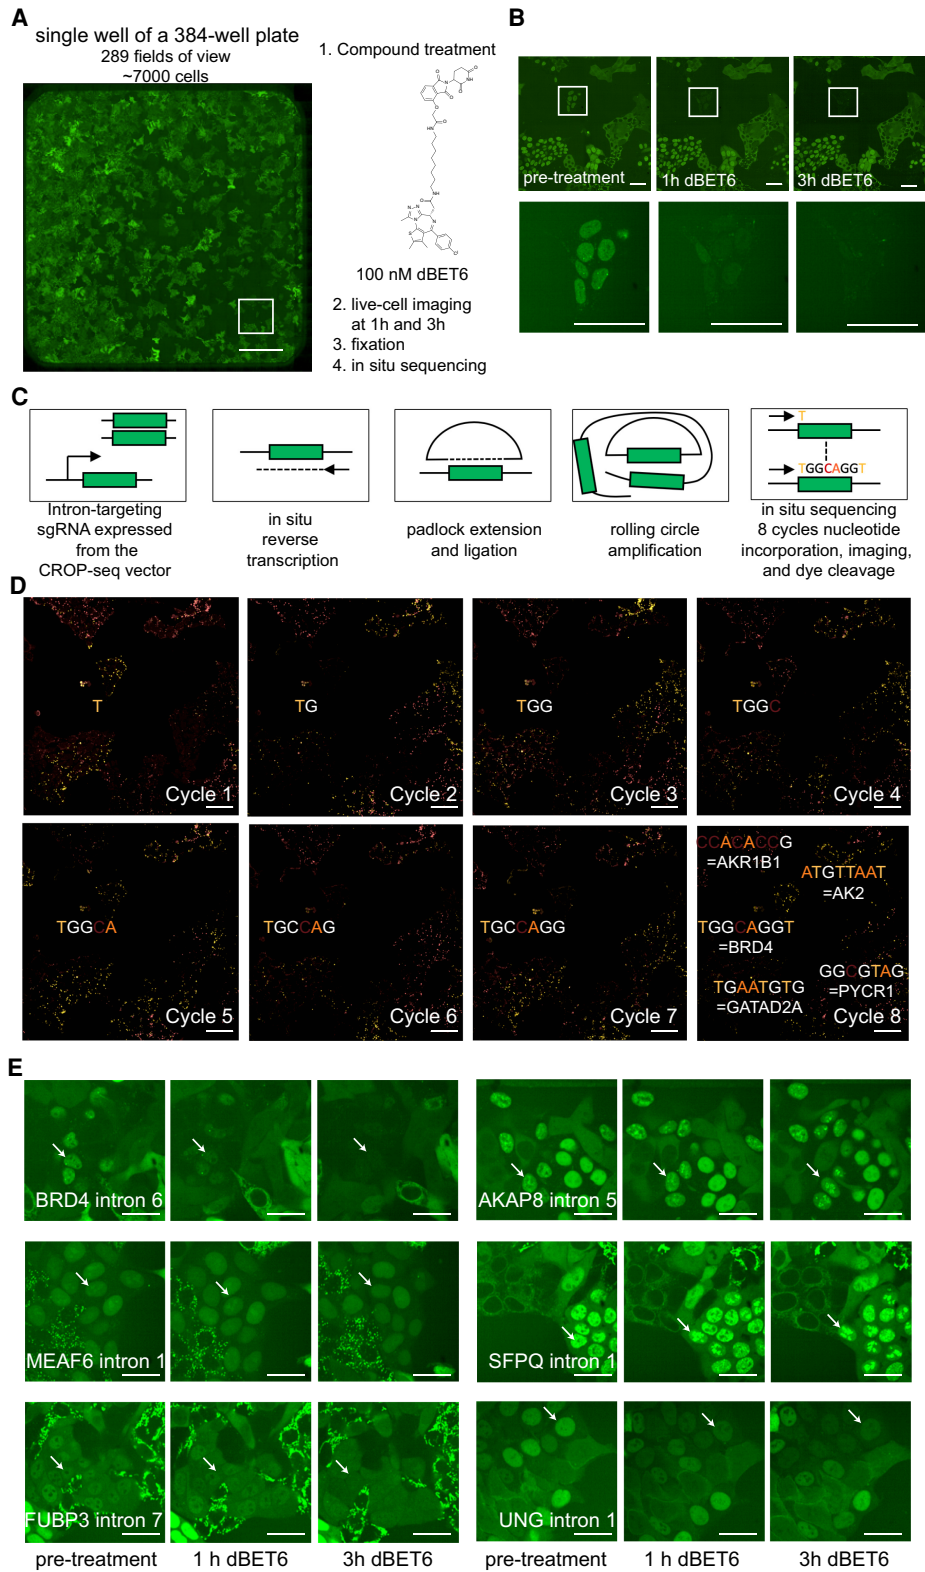 A
single well of a 384-well plate
289 fields of view
~7000 cells
1. Compound treatment
100 nM dBET6
2. live-cell imaging
at 1h and 3h
3. fixation
4. in situ sequencing
B
pre-treatment
1h dBET6
3h dBET6
C
Intron-targeting
sgRNA expressed
from the
CROP-seq vector
in situ
reverse
transcription
padlock extension
and ligation
rolling circle
amplification
T
TGGCAGGT
in situ sequencing
8 cycles nucleotide
incorporation, imaging,
and dye cleavage
D
T
Cycle 1
TG
Cycle 2
TGG
Cycle 3
TGGC
Cycle 4
TGGCA
Cycle 5
TGCCAG
Cycle 6
TGCCAGG
Cycle 7
CCACACCG
=AKR1B1
ATGTTAAT
=AK2
TGGCAGGT
=BRD4
GGCGTAG
=PYCR1
TGAATGTG
=GATAD2A
Cycle 8
E
BRD4 intron 6
AKAP8 intron 5
MEAF6 intron 1
SFPQ intron 1
FUBP3 intron 7
UNG intron 1
pre-treatment
1 h dBET6
3h dBET6
pre-treatment
1 h dBET6
3h dBET6